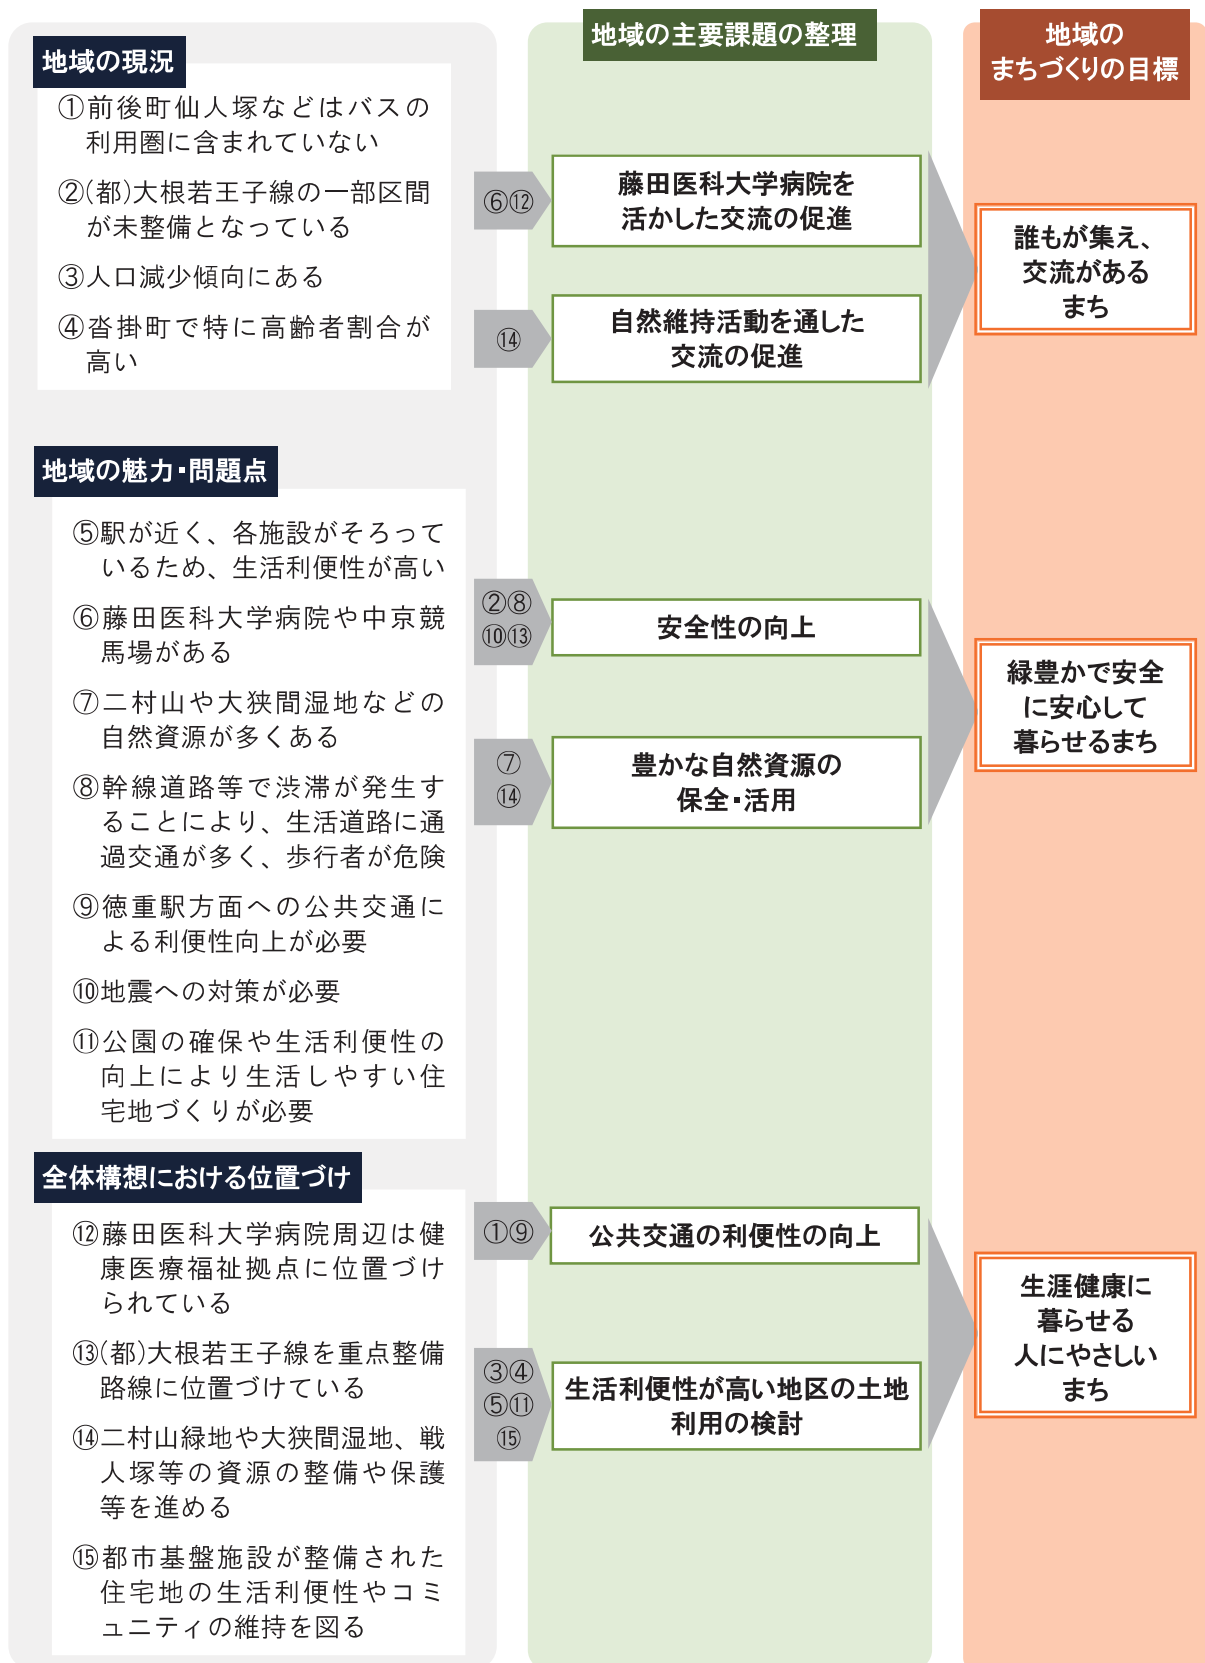 地域の現況
①前後町仙人塚などはバスの
利用圏に含まれていない
②(都)大根若王子線の一部区間
が未整備となっている
③人口減少傾向にある
④沓掛町で特に高齢者割合が
高い
地域の魅力・問題点
⑤駅が近く、各施設がそろって
いるため、生活利便性が高い
⑥藤田医科大学病院や中京競
馬場がある
⑦二村山や大狭間湿地などの
自然資源が多くある
⑧幹線道路等で渋滞が発生す
ることにより、生活道路に通
過交通が多く、歩行者が危険
⑨徳重駅方面への公共交通に
よる利便性向上が必要
⑩地震への対策が必要
⑪公園の確保や生活利便性の
向上により生活しやすい住
宅地づくりが必要
全体構想における位置づけ
⑫藤田医科大学病院周辺は健
康医療福祉拠点に位置づけ
られている
⑬(都)大根若王子線を重点整備
路線に位置づけている
⑭二村山緑地や大狭間湿地、戦
人塚等の資源の整備や保護
等を進める
⑮都市基盤施設が整備された
住宅地の生活利便性やコミ
ュニティの維持を図る
地域の主要課題の整理
⑥⑫
藤田医科大学病院を
活かした交流の促進
⑭
自然維持活動を通した
交流の促進
②⑧
⑩⑬
安全性の向上
⑦
⑭
豊かな自然資源の
保全・活用
①⑨
公共交通の利便性の向上
③④
⑤⑪
⑮
生活利便性が高い地区の土地
利用の検討
地域の
まちづくりの目標
誰もが集え、
交流がある
まち
緑豊かで安全
に安心して
暮らせるまち
生涯健康に
暮らせる
人にやさしい
まち